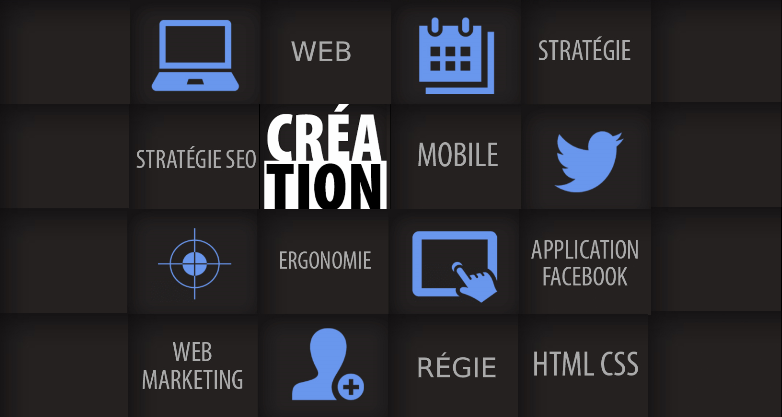 WEB
STRATÉGIE
STRATÉGIE SEO
CRÉA
TION
MOBILE
ERGONOMIE
APPLICATION
FACEBOOK
WEB
MARKETING
RÉGIE
HTML CSS